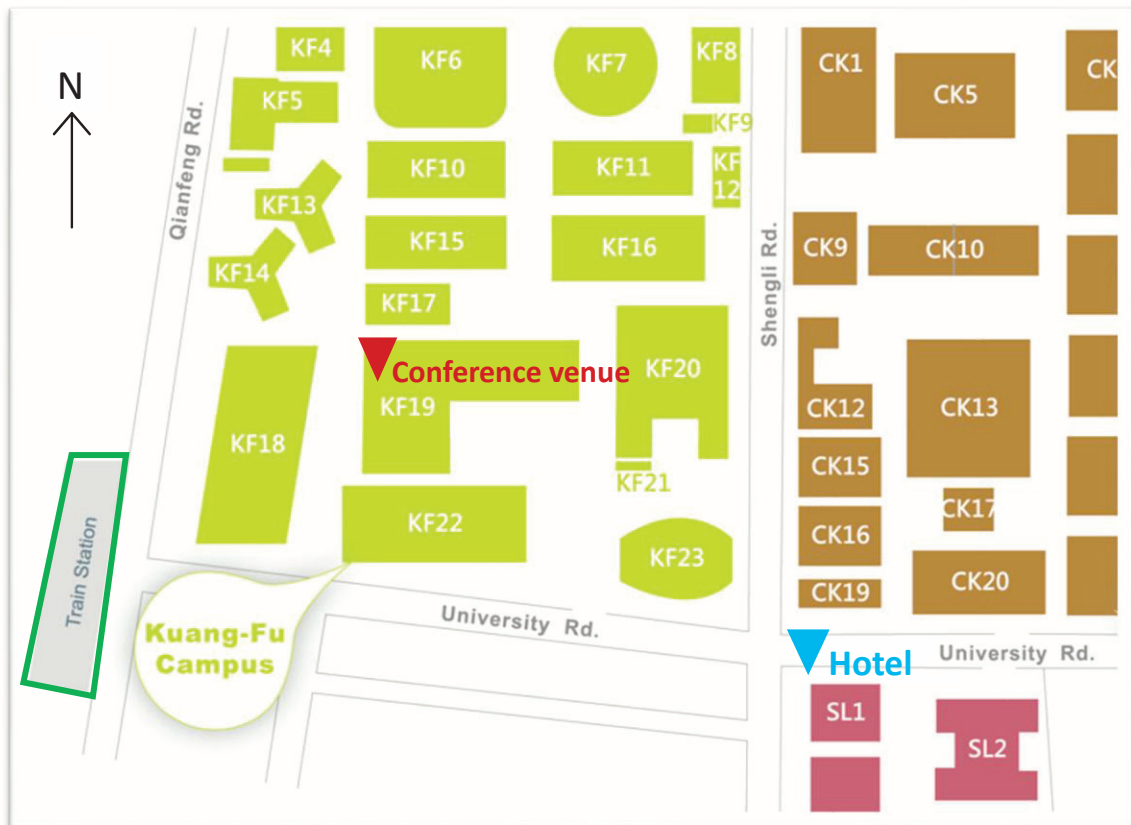 N
Qianfeng Rd.
KF4
KF5
KF6
KF7
KF8
KF9
KF10
KF11
KF
12
KF13
KF14
KF15
KF16
KF17
Conference venue
KF18
KF19
KF20
KF21
KF22
KF23
Shengli Rd.
CK1
CK5
CK
CK9
CK10
CK12
CK13
CK15
CK16
CK17
CK19
CK20
Train Station
Kuang-Fu
Campus
University Rd.
Hotel
University Rd.
SL1
SL2